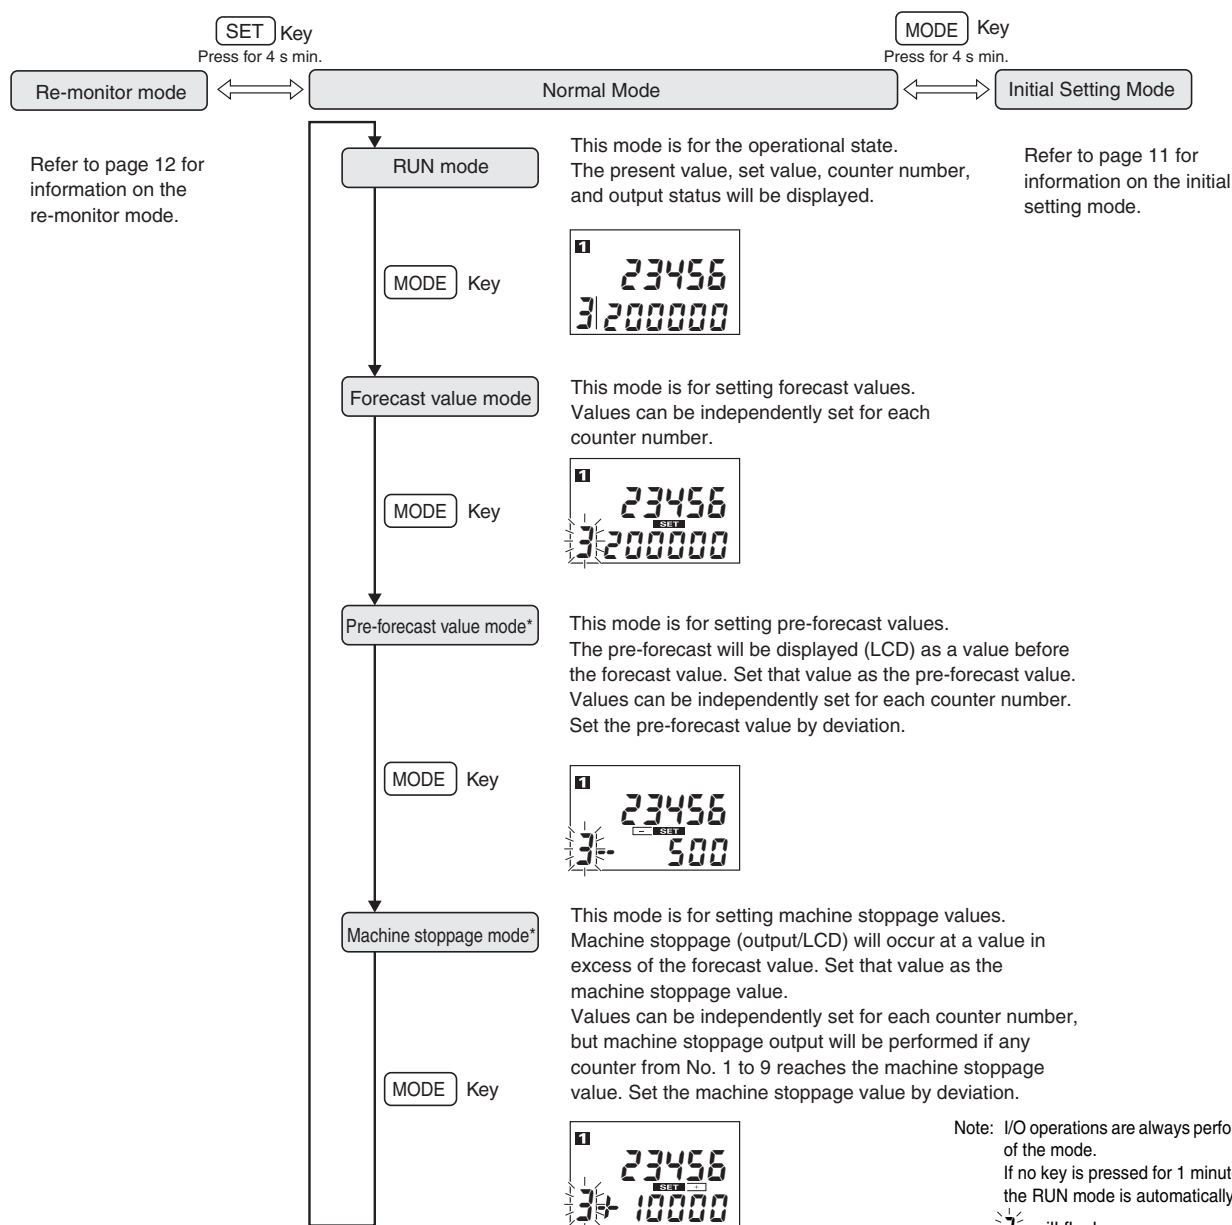 SET Key
Press for 4 s min.
MODE Key
Press for 4 s min.
Re-monitor mode
Normal Mode
Initial Setting Mode
Refer to page 12 for
information on the
re-monitor mode.
Refer to page 11 for
information on the initial
setting mode.
RUN mode
This mode is for the operational state.
The present value, set value, counter number,
and output status will be displayed.
MODE Key
1
23456
3 200000
Forecast value mode
This mode is for setting forecast values.
Values can be independently set for each
counter number.
MODE Key
1
23456
SET
3 200000
Pre-forecast value mode*
This mode is for setting pre-forecast values.
The pre-forecast will be displayed (LCD) as a value before
the forecast value. Set that value as the pre-forecast value.
Values can be independently set for each counter number.
Set the pre-forecast value by deviation.
MODE Key
1
23456
- SET
3- 500
Machine stoppage mode*
This mode is for setting machine stoppage values.
Machine stoppage (output/LCD) will occur at a value in
excess of the forecast value. Set that value as the
machine stoppage value.
Values can be independently set for each counter number,
but machine stoppage output will be performed if any
counter from No. 1 to 9 reaches the machine stoppage
value. Set the machine stoppage value by deviation.
MODE Key
1
23456
SET +
3+ 10000
Note: I/O operations are always perfo
of the mode.
If no key is pressed for 1 minut
the RUN mode is automatically